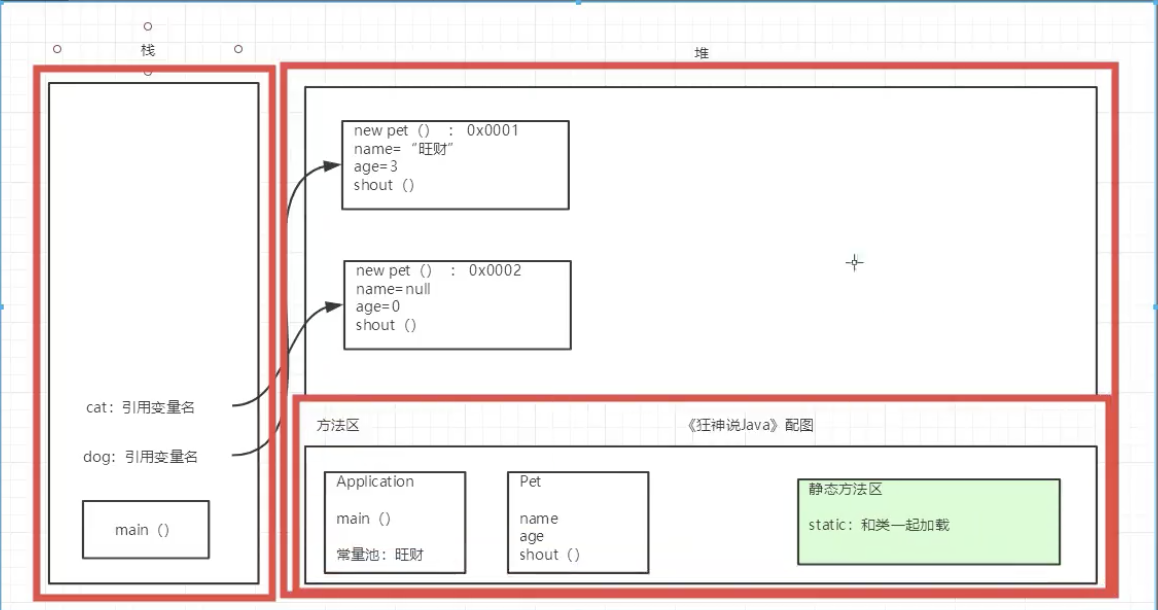 栈
堆
new pet（） ： 0x0001
name= “旺财”
age=3
shout（）
new pet（） ： 0x0002
name=null
age=0
shout（）
cat：引用变量名
dog：引用变量名
main（）
方法区
《狂神说Java》配图
Application
main（）
常量池：旺财
Pet
name
age
shout（）
静态方法区
static：和类一起加载